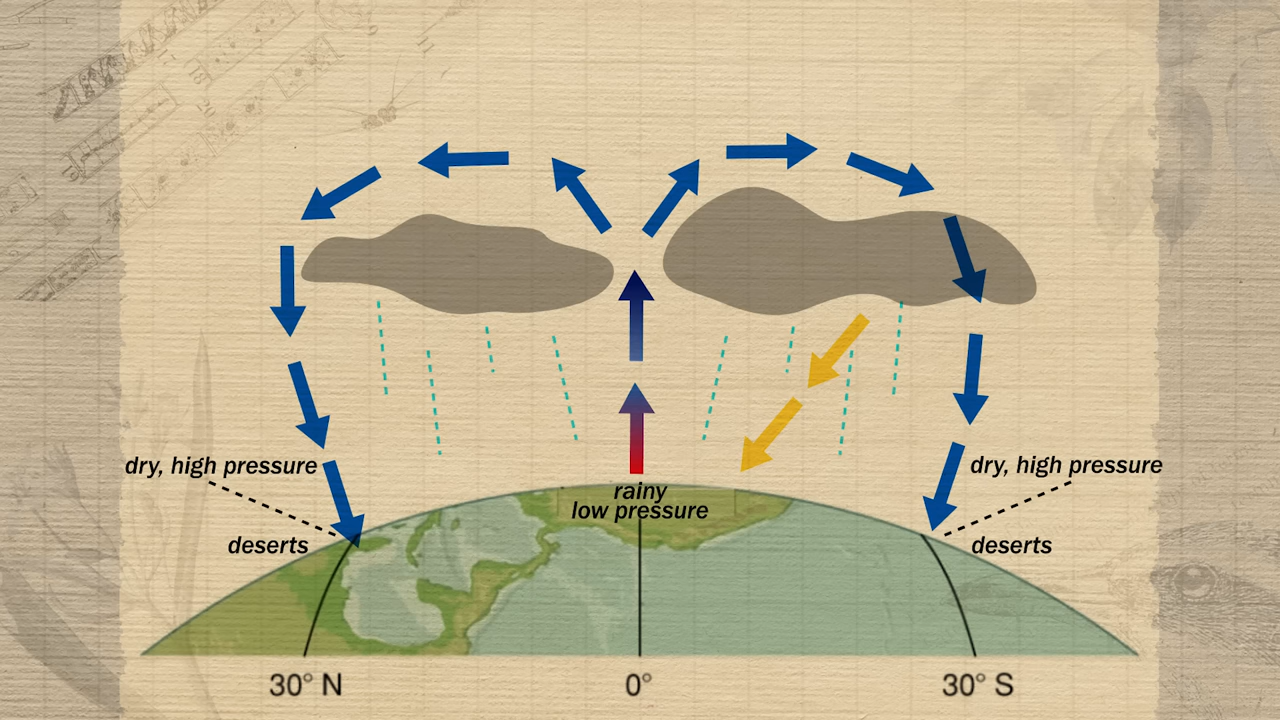 dry, high pressure
deserts
rainy
low pressure
dry, high pressure
deserts
30° N
0°
30° S